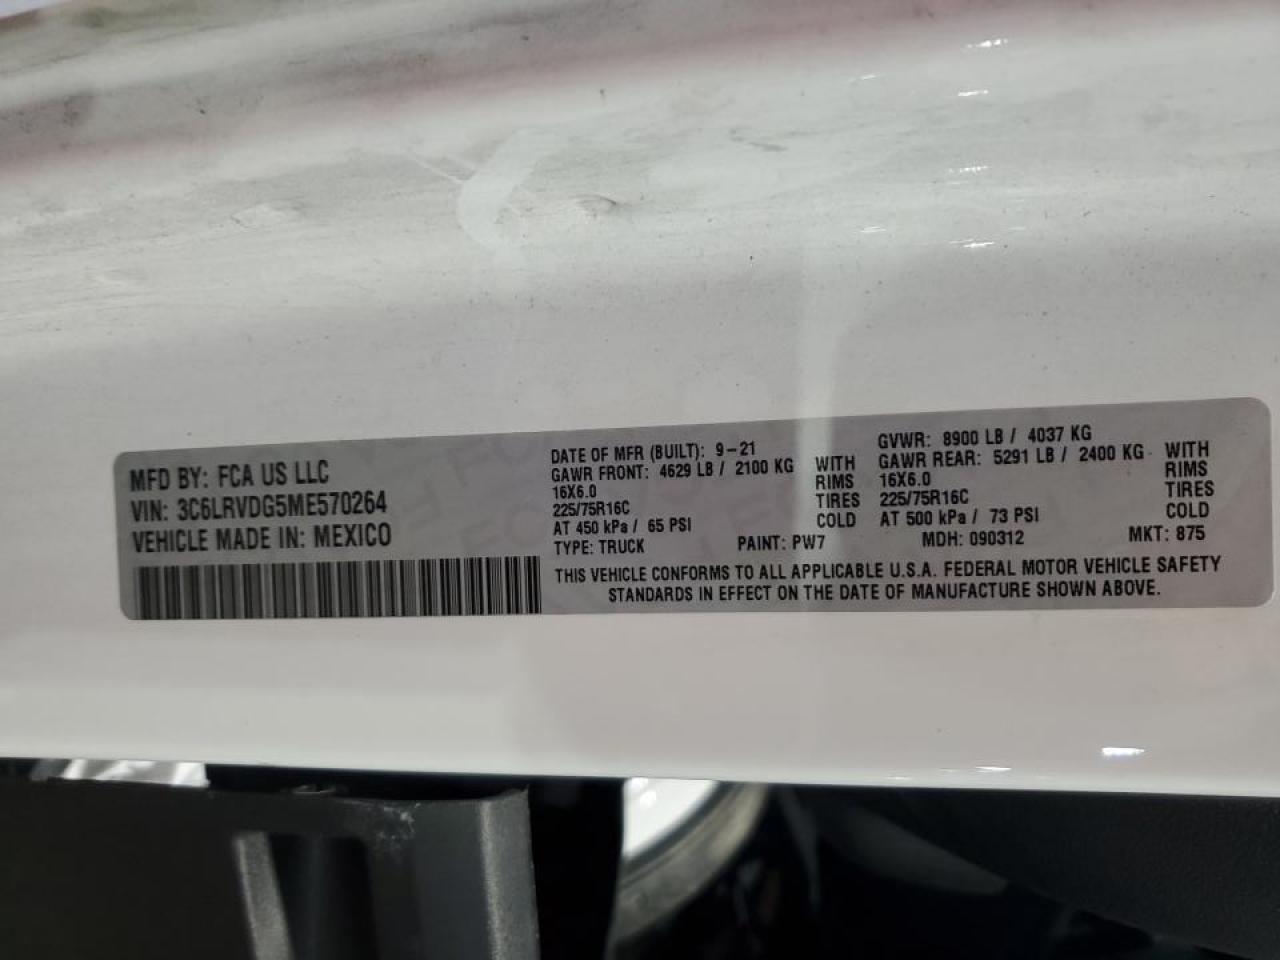 MFD BY: FCA US LLC
VIN: 3C6LRVDG5ME570264
VEHICLE MADE IN: MEXICO
DATE OF MFR (BUILT): 9-21
GAWR FRONT: 4629 LB / 2100 KG WITH
16X6.0 RIMS
225/75R16C TIRES
AT 450 kPa / 65 PSI COLD
GVWR: 8900 LB / 4037 KG
GAWR REAR: 5291 LB / 2400 KG WITH
16X6.0 RIMS
225/75R16C TIRES
AT 500 kPa / 73 PSI COLD
TYPE: TRUCK PAINT: PW7 MDH: 090312 MKT: 875
THIS VEHICLE CONFORMS TO ALL APPLICABLE U.S.A. FEDERAL MOTOR VEHICLE SAFETY
STANDARDS IN EFFECT ON THE DATE OF MANUFACTURE SHOWN ABOVE.